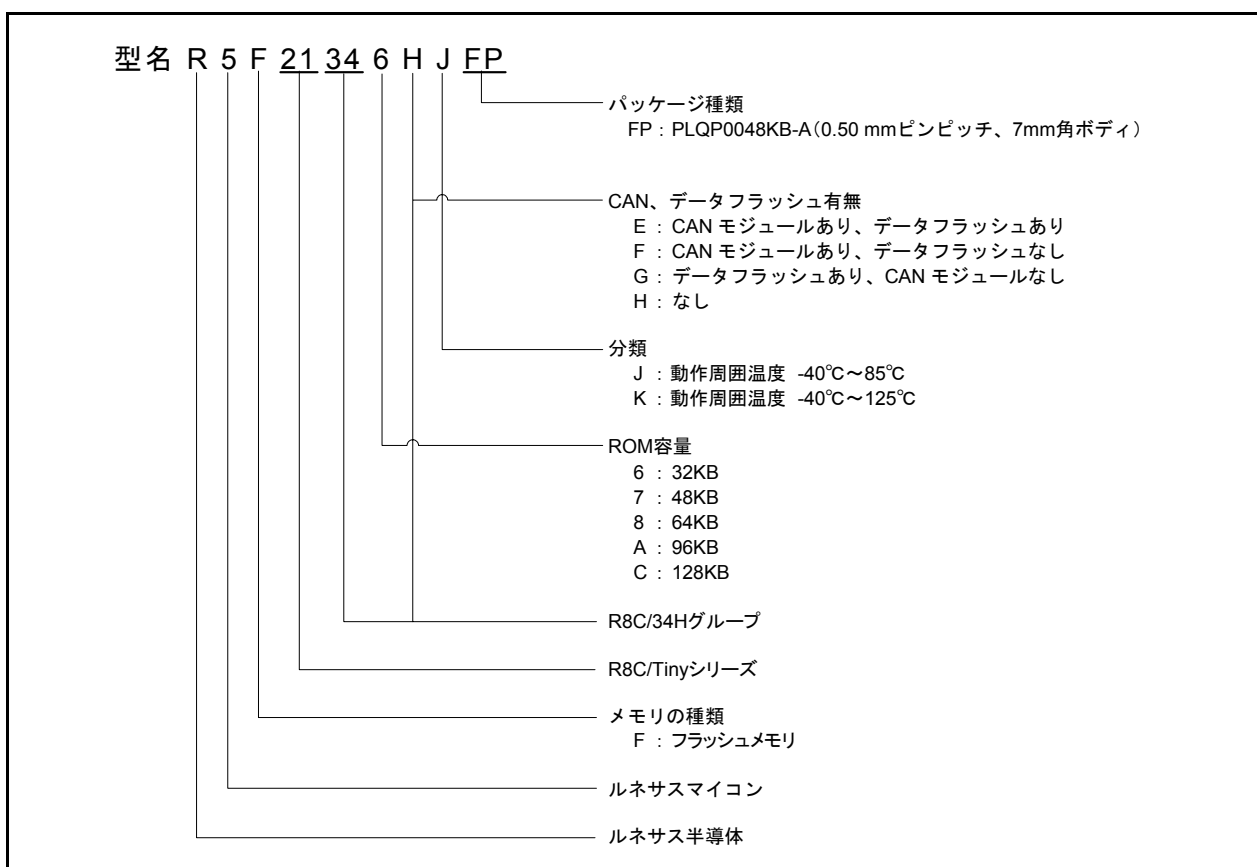 型名 R 5 F 21 34 6 H J FP
パッケージ種類
FP : PLQP0048KB-A(0.50 mmピンピッチ、7mm角ボディ)
CAN、データフラッシュ有無
E : CAN モジュールあり、データフラッシュあり
F : CAN モジュールあり、データフラッシュなし
G : データフラッシュあり、CAN モジュールなし
H : なし
分類
J : 動作周囲温度 -40℃～85℃
K : 動作周囲温度 -40℃～125℃
ROM容量
6 : 32KB
7 : 48KB
8 : 64KB
A : 96KB
C : 128KB
R8C/34Hグループ
R8C/Tinyシリーズ
メモリの種類
F : フラッシュメモリ
ルネサスマイコン
ルネサス半導体